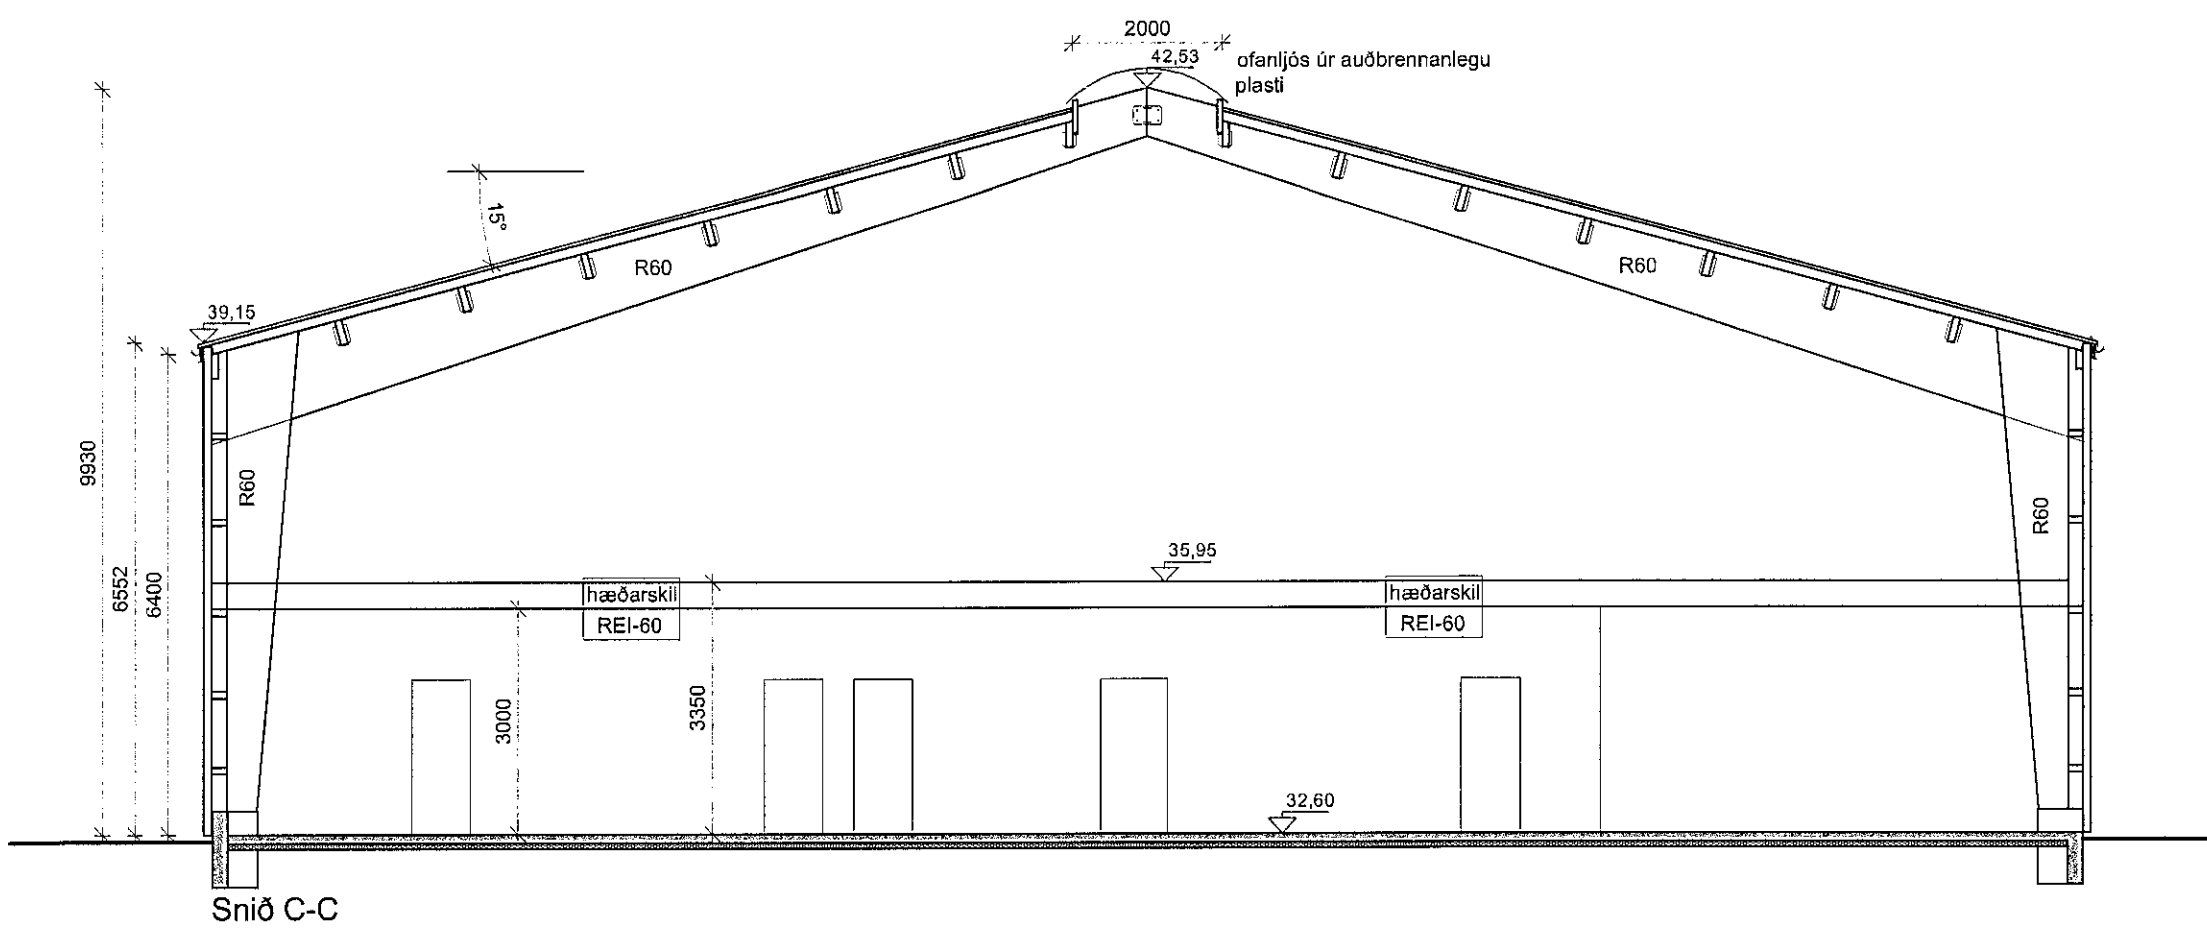 2000
42,53
ofanljós úr auðbrennanlegu
plasti
15°
R60
R60
39,15
9930
6552
6400
R60
R60
35,95
hæðarskil
REI-60
hæðarskil
REI-60
3000
3350
32,60
Snið C-C